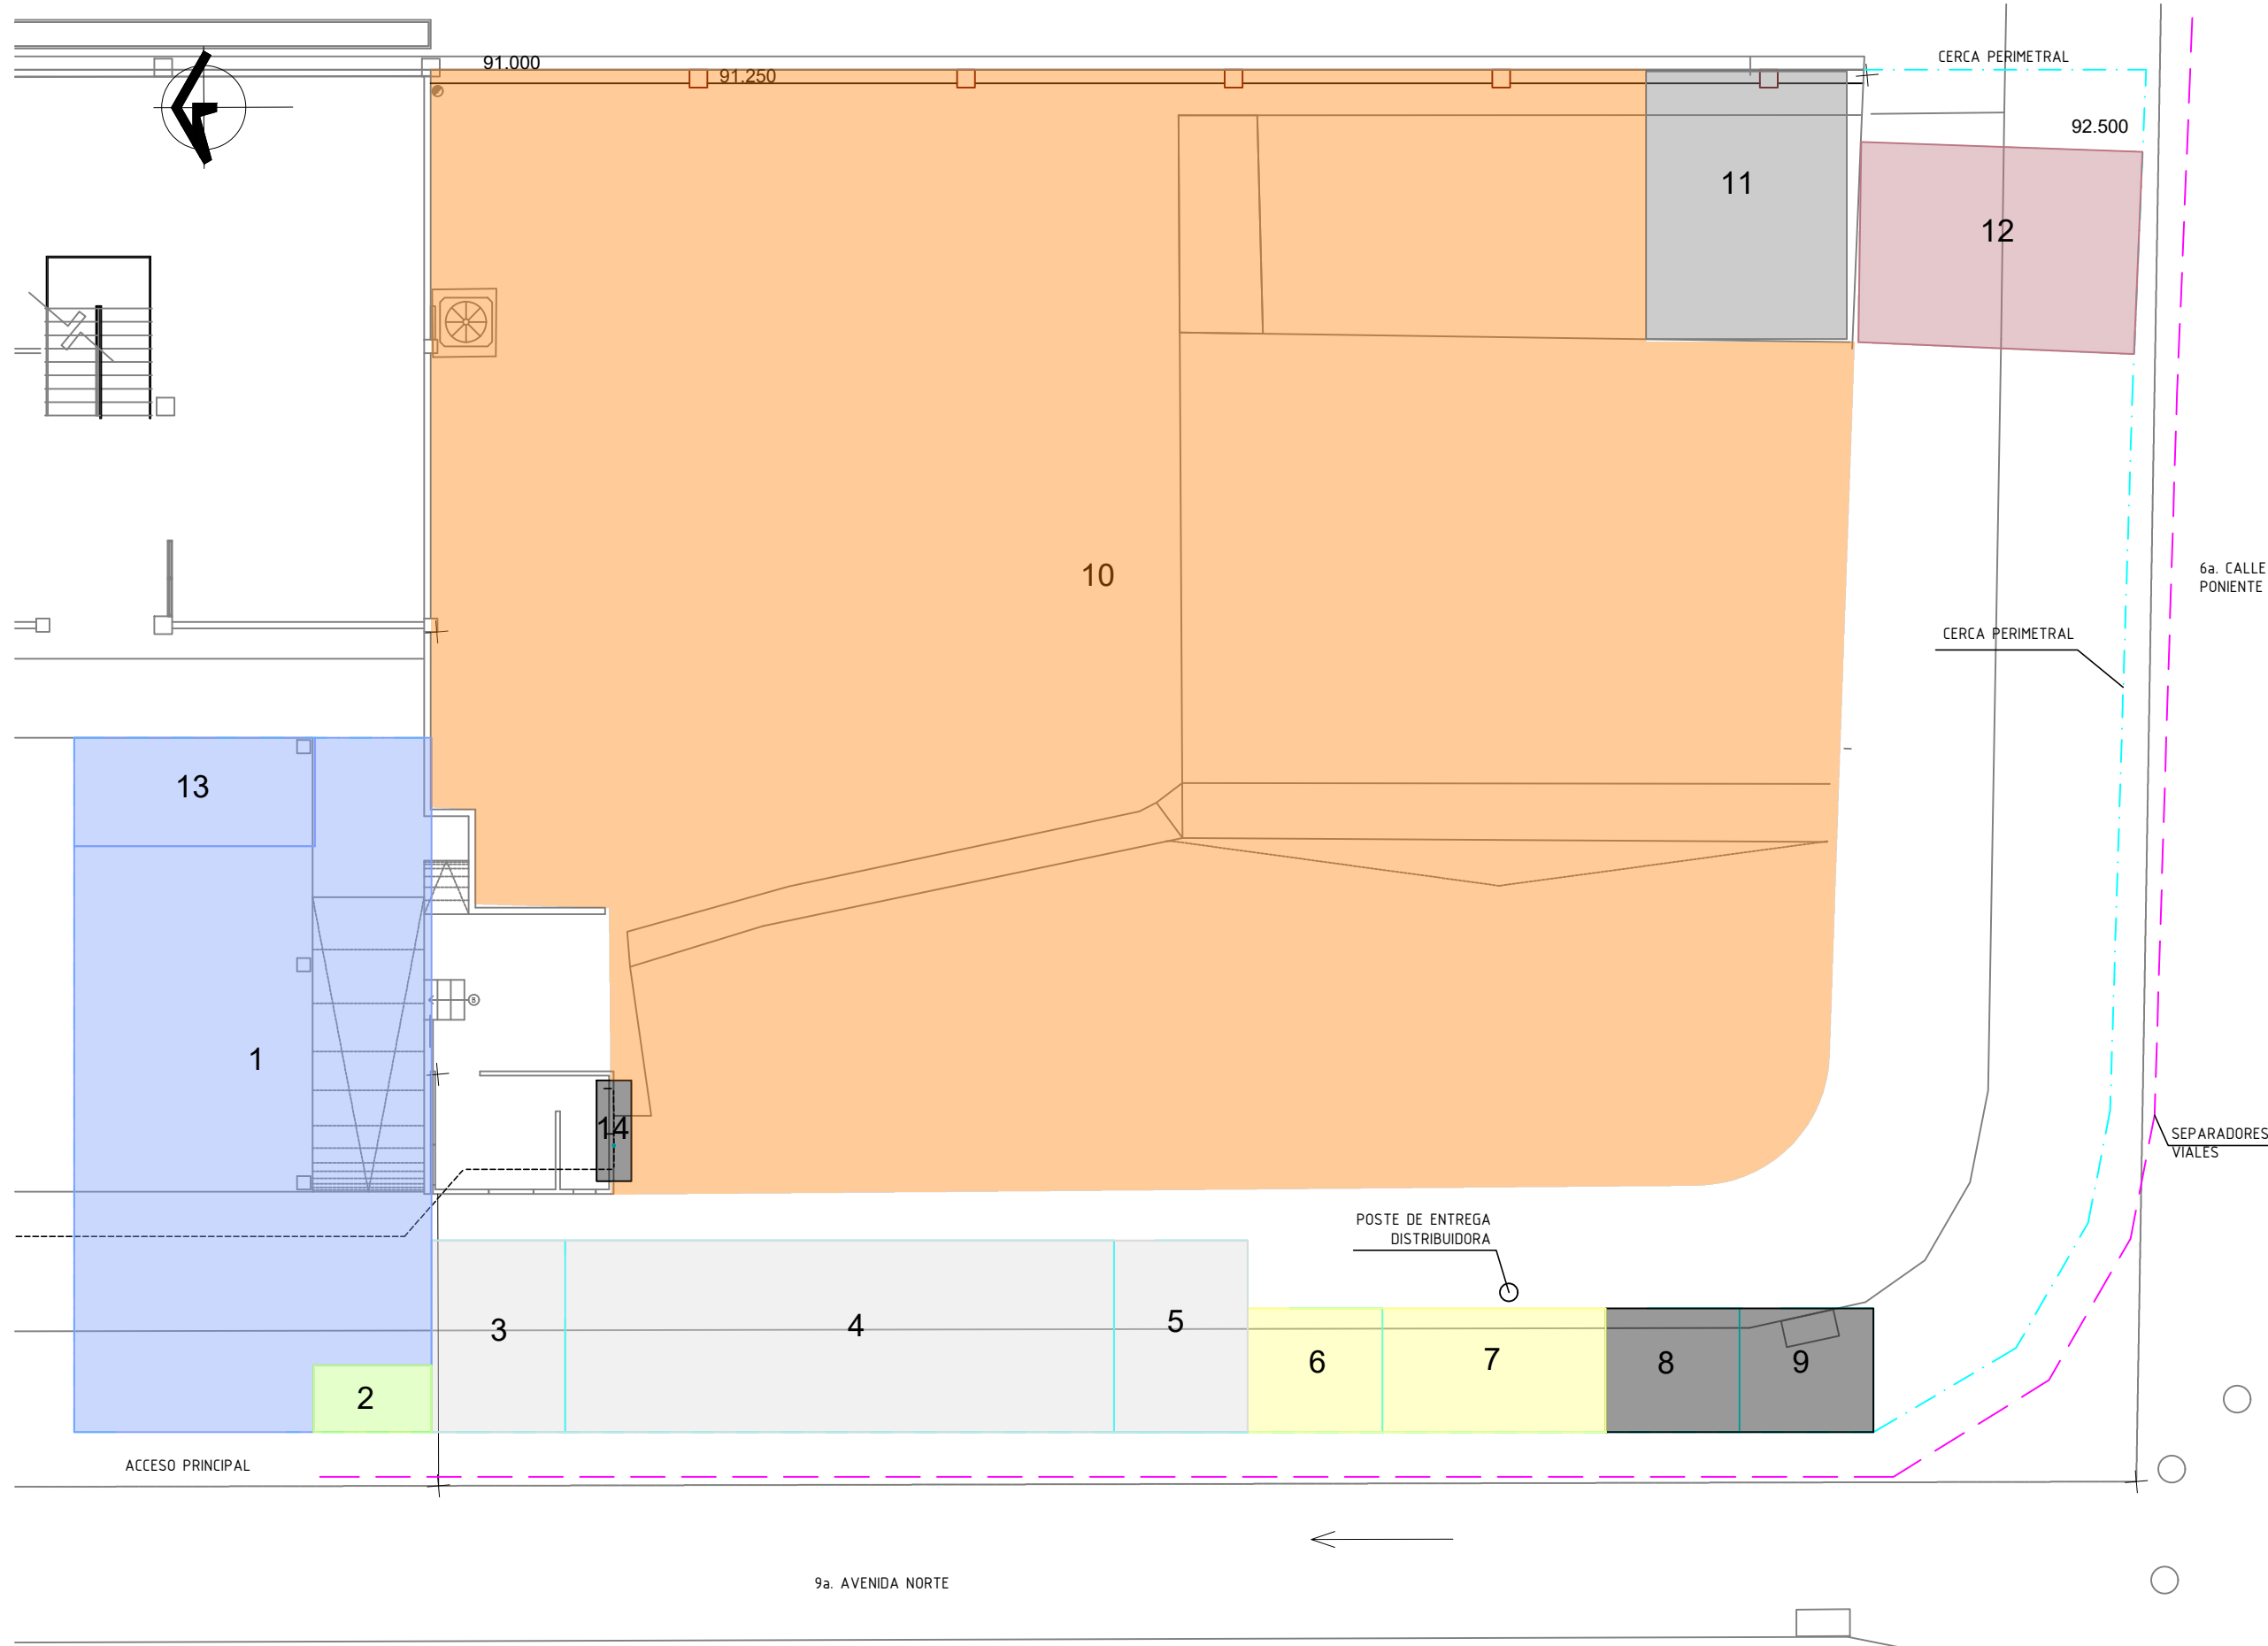 CERCA PERIMETRAL
91.000
91.250
92.500
11
12
10
6a. CALLE
PONIENTE
CERCA PERIMETRAL
13
B
1
14
SEPARADORES
VIALES
POSTE DE ENTREGA
DISTRIBUIDORA
3
4
5
6
7
8
9
2
ACCESO PRINCIPAL
9a. AVENIDA NORTE